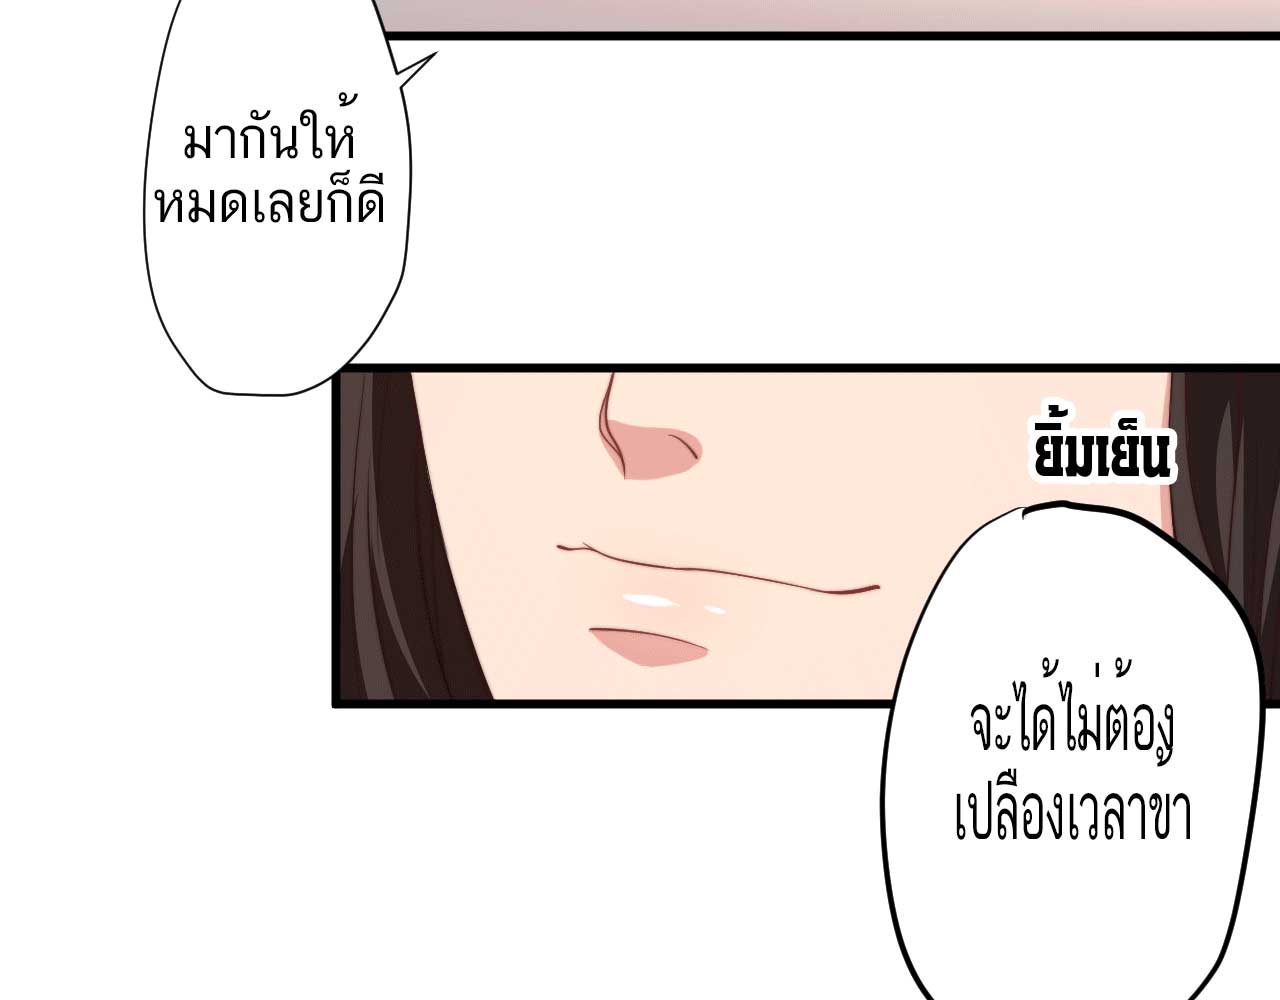 มากันให้
หมดเลยก็ดี
ยิ้มเย็น
จะได้ไม่ต้อง
เปลืองเวลาข้า